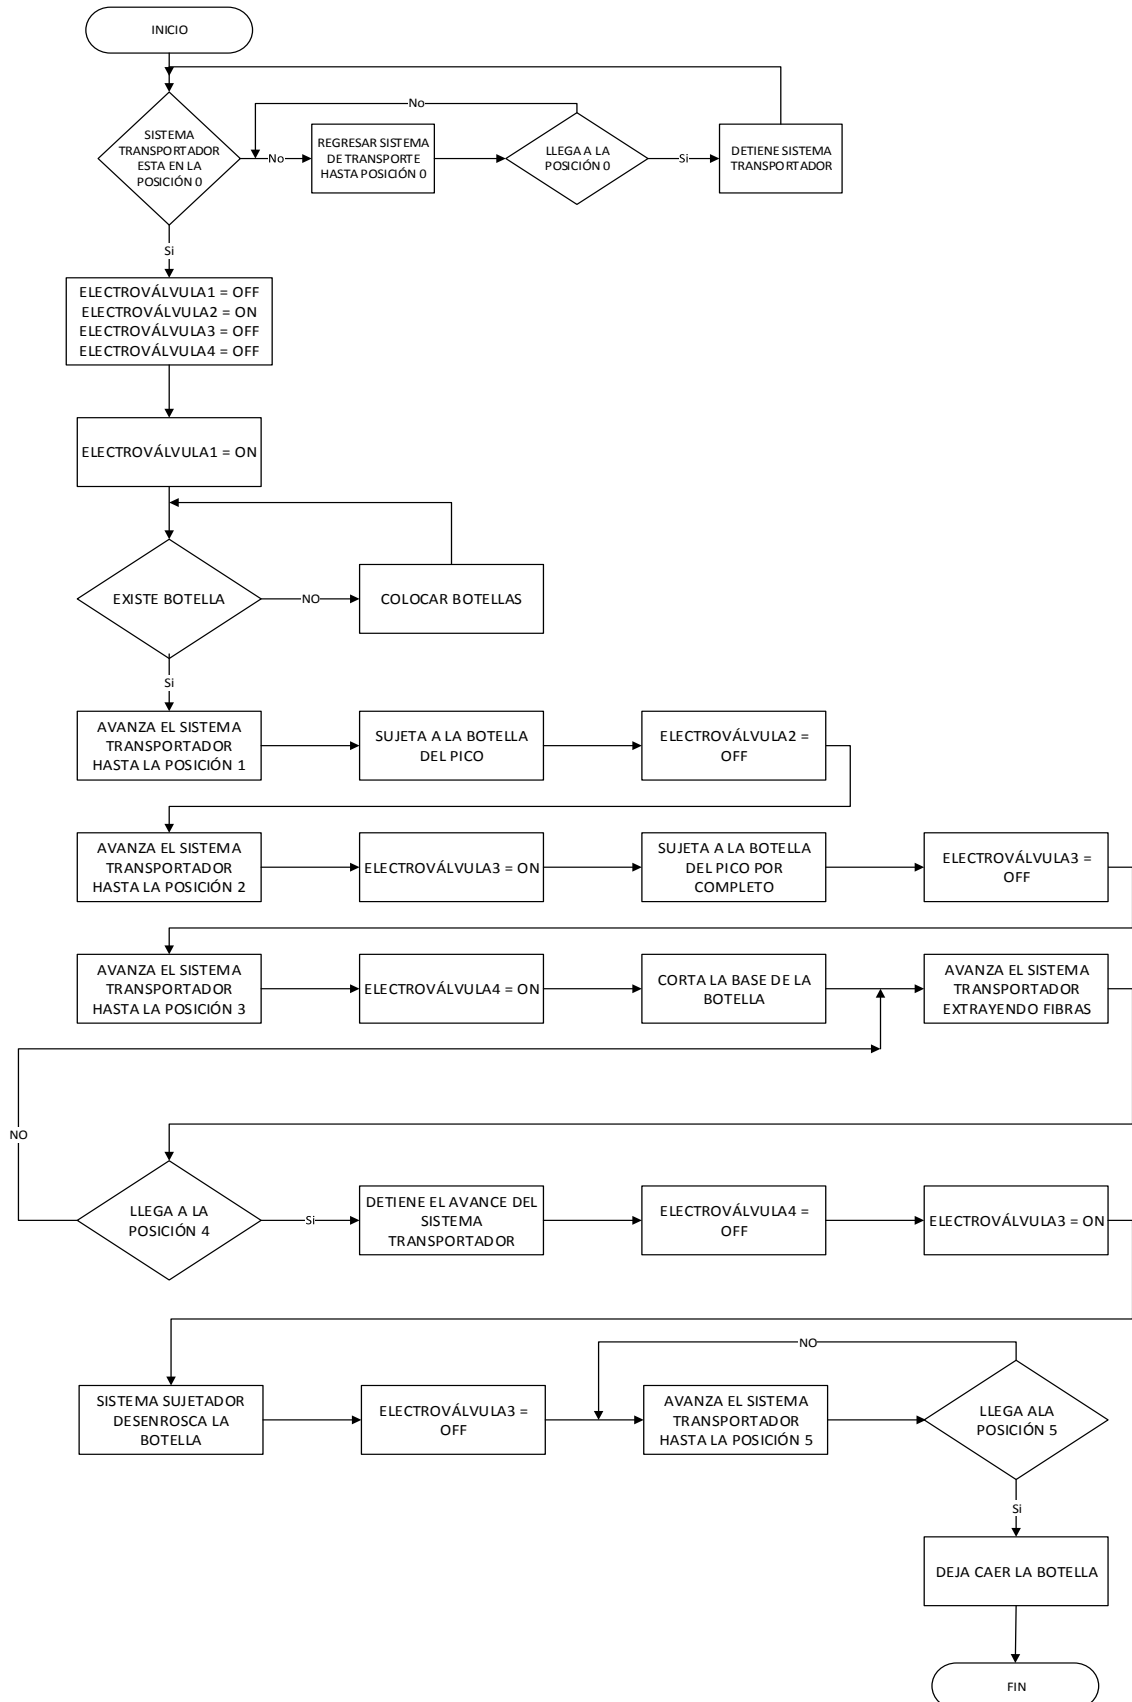 INICIO
SISTEMA
TRANSPORTADOR
ESTA EN LA
POSICIÓN 0
No
REGRESAR SISTEMA
DE TRANSPORTE
HASTA POSICIÓN 0
No
LLEGA A LA
POSICIÓN 0
Si
DETIENE SISTEMA
TRANSPORTADOR
Si
ELECTROVÁLVULA1 = OFF
ELECTROVÁLVULA2 = ON
ELECTROVÁLVULA3 = OFF
ELECTROVÁLVULA4 = OFF
ELECTROVÁLVULA1 = ON
EXISTE BOTELLA
NO
COLOCAR BOTELLAS
Si
AVANZA EL SISTEMA
TRANSPORTADOR
HASTA LA POSICIÓN 1
SUJETA A LA BOTELLA
DEL PICO
ELECTROVÁLVULA2 =
OFF
AVANZA EL SISTEMA
TRANSPORTADOR
HASTA LA POSICIÓN 2
ELECTROVÁLVULA3 = ON
SUJETA A LA BOTELLA
DEL PICO POR
COMPLETO
ELECTROVÁLVULA3 =
OFF
AVANZA EL SISTEMA
TRANSPORTADOR
HASTA LA POSICIÓN 3
ELECTROVÁLVULA4 = ON
CORTA LA BASE DE LA
BOTELLA
AVANZA EL SISTEMA
TRANSPORTADOR
EXTRAYENDO FIBRAS
NO
LLEGA A LA
POSICIÓN 4
Si
DETIENE EL AVANCE DEL
SISTEMA
TRANSPORTADOR
ELECTROVÁLVULA4 =
OFF
ELECTROVÁLVULA3 = ON
SISTEMA SUJETADOR
DESENROSCA LA
BOTELLA
ELECTROVÁLVULA3 =
OFF
NO
AVANZA EL SISTEMA
TRANSPORTADOR
HASTA LA POSICIÓN 5
LLEGA ALA
POSICIÓN 5
Si
DEJA CAER LA BOTELLA
FIN